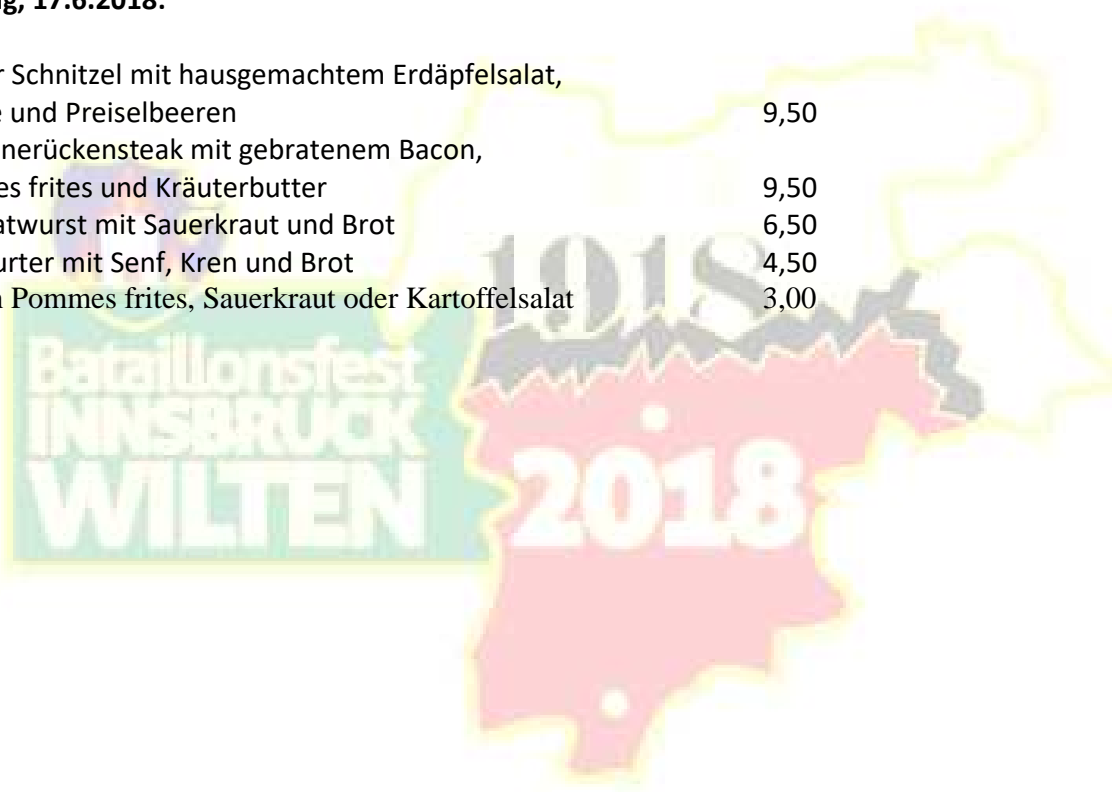 g, 17.6.2018:
r Schnitzel mit hausgemachtem Erdäpfelsalat,
e und Preiselbeeren 9,50
nerückensteak mit gebratenem Bacon,
es frites und Kräuterbutter 9,50
atwurst mit Sauerkraut und Brot 6,50
urter mit Senf, Kren und Brot 4,50
n Pommes frites, Sauerkraut oder Kartoffelsalat 3,00
1918
Bataillonsfest
INNSBRUCK
WILTEN
2018